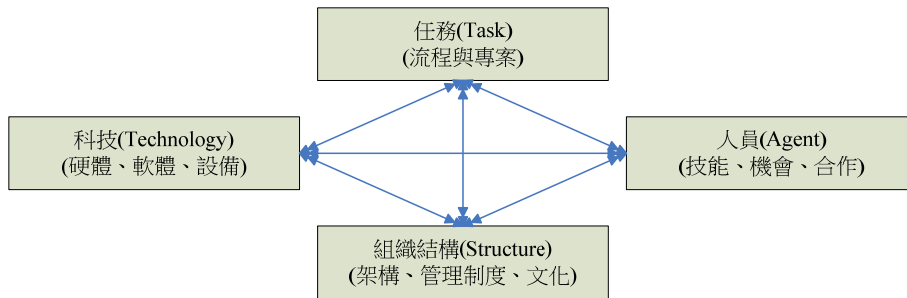 任務(Task)
(流程與專案)
科技(Technology)
(硬體、軟體、設備)
人員(Agent)
(技能、機會、合作)
組織結構(Structure)
(架構、管理制度、文化)